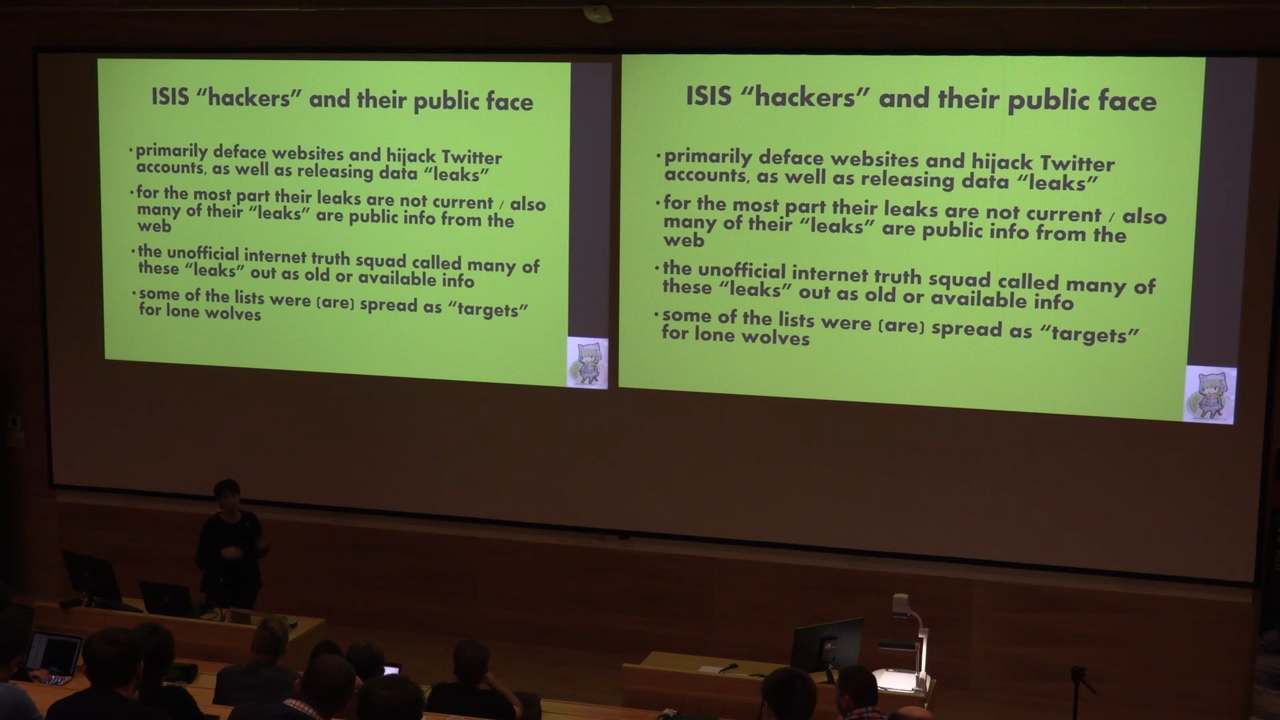 ISIS “hackers” and their public face
·primarily deface websites and hijack Twitter
accounts, as well as releasing data “leaks”
·for the most part their leaks are not current / also
many of their “leaks” are public info from the
web
·the unofficial internet truth squad called many of
these “leaks” out as old or available info
·some of the lists were (are) spread as “targets”
for lone wolves
ISIS “hackers” and their public face
·primarily deface websites and hijack Twitter
accounts, as well as releasing data “leaks”
·for the most part their leaks are not current / also
many of their “leaks” are public info from the
web
·the unofficial internet truth squad called many of
these “leaks” out as old or available info
·some of the lists were (are) spread as “targets”
for lone wolves